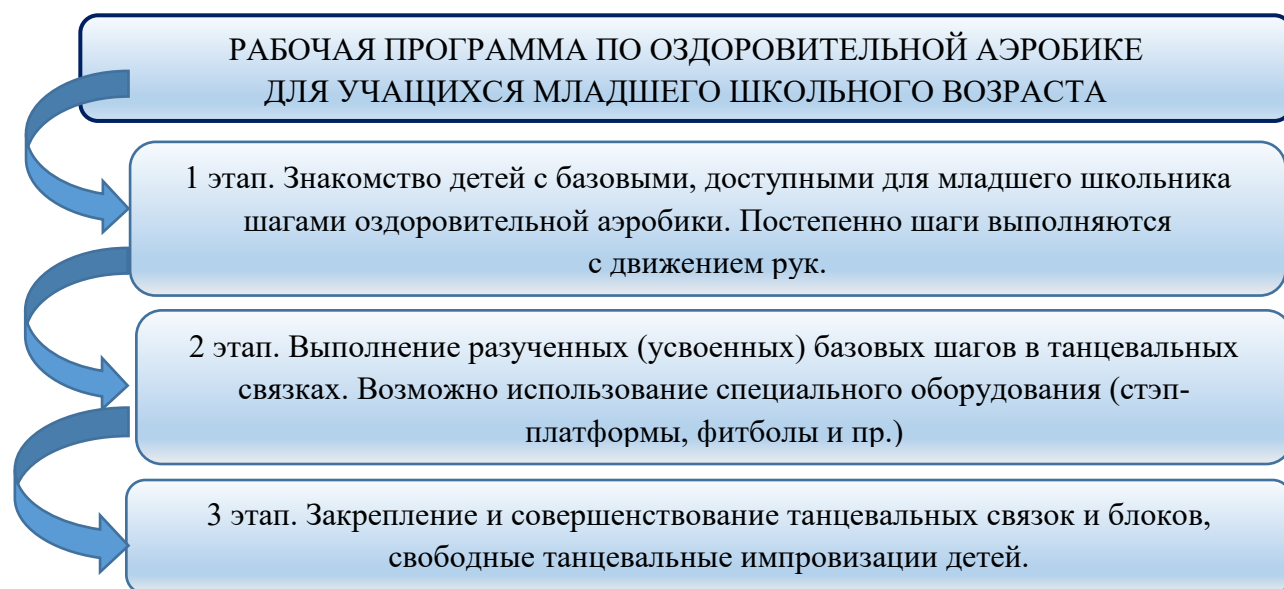 РАБОЧАЯ ПРОГРАММА ПО ОЗДОРОВИТЕЛЬНОЙ АЭРОБИКЕ
ДЛЯ УЧАЩИХСЯ МЛАДШЕГО ШКОЛЬНОГО ВОЗРАСТА
1 этап. Знакомство детей с базовыми, доступными для младшего школьника
шагами оздоровительной аэробики. Постепенно шаги выполняются
с движением рук.
2 этап. Выполнение разученных (усвоенных) базовых шагов в танцевальных
связках. Возможно использование специального оборудования (стэп-
платформы, фитболы и пр.)
3 этап. Закрепление и совершенствование танцевальных связок и блоков,
свободные танцевальные импровизации детей.